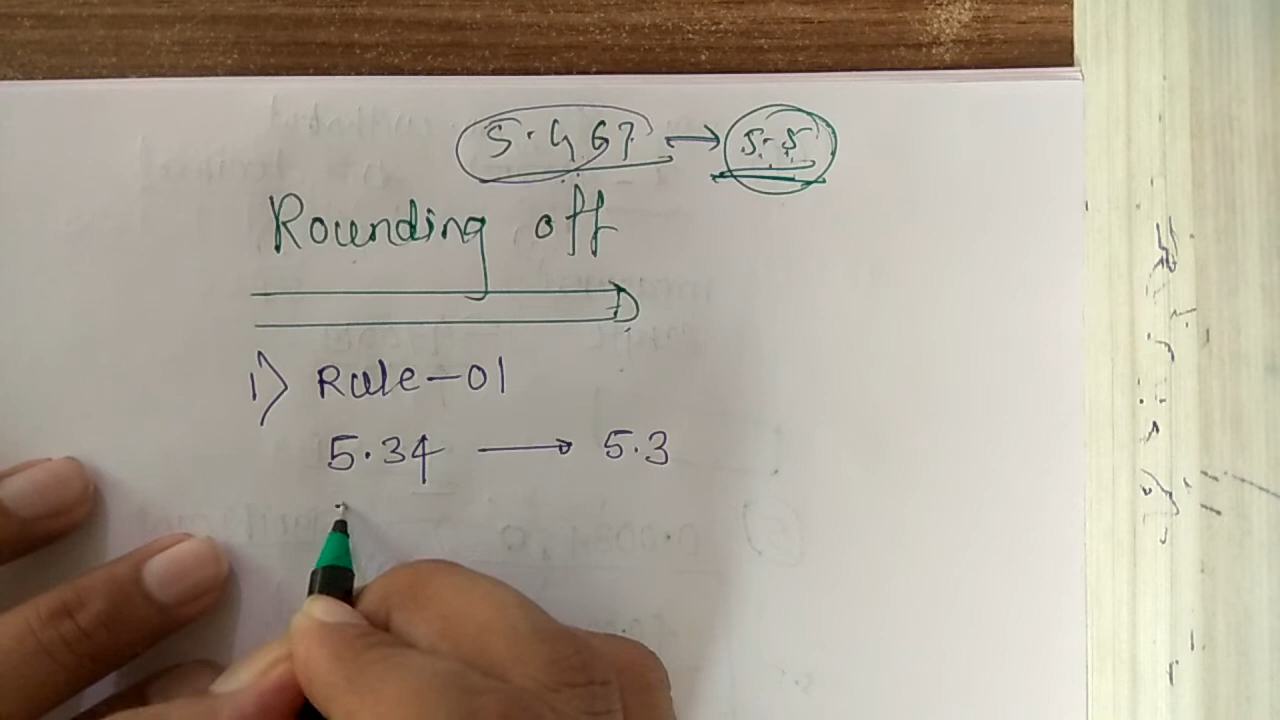 5.467 → 5.5
Rounding off
1) Rule-01
5.34 → 5.3